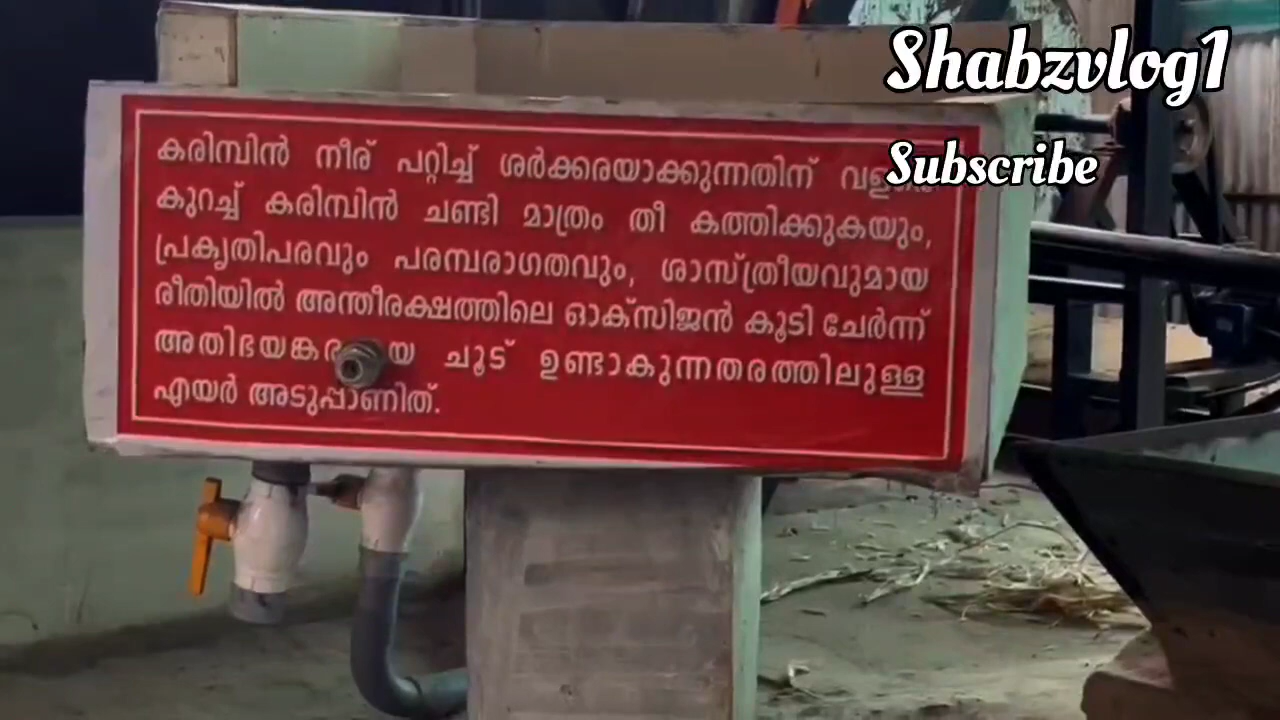 Shabzvlog1
Subscribe
കരിമ്പിൻ നീര് പറ്റിച്ച് ശർക്കരയാക്കുന്നതിന്
കുറച്ച് കരിമ്പിൻ ചണ്ടി മാത്രം തീ കത്തിക്കുകയും,
പ്രകൃതിപരവും പരമ്പരാഗതവും, ശാസ്ത്രീയവുമായ
രീതിയിൽ അന്തീരക്ഷത്തിലെ ഓക്സിജൻ കൂടി ചേർന്ന്
ചൂട് ഉണ്ടാകുന്നതരത്തിലുള്ള
എയർ അടുപ്പാണിത്.